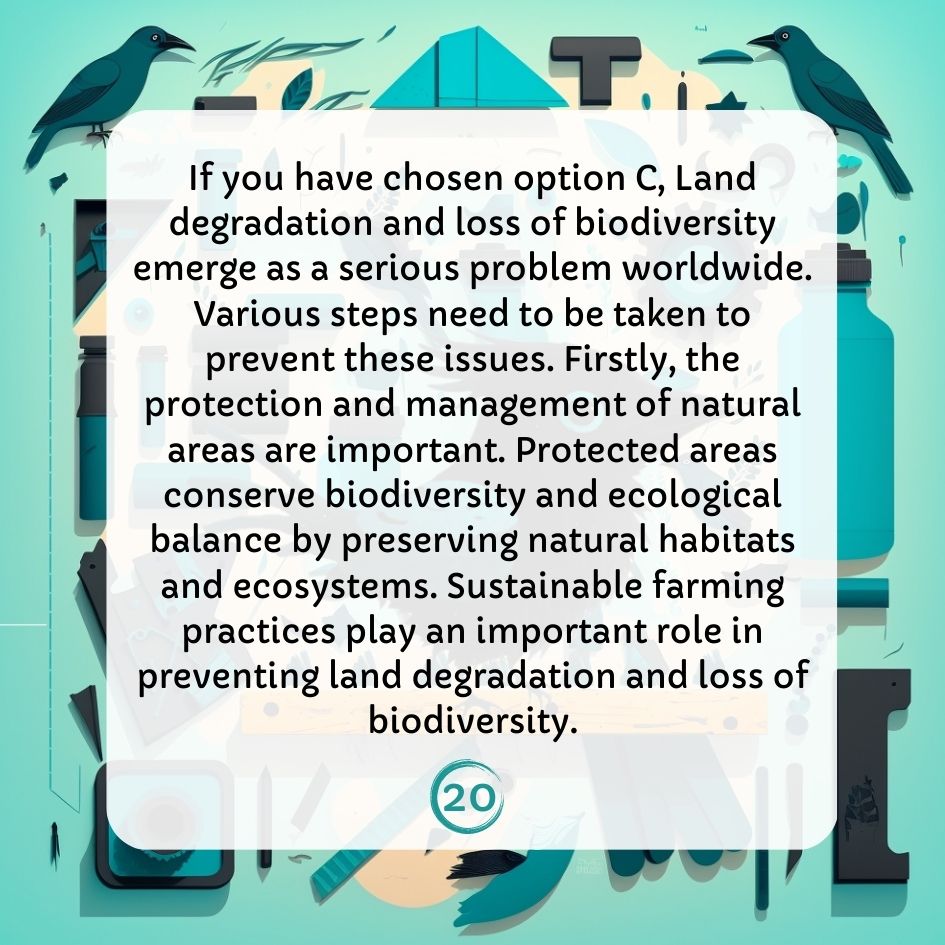 If you have chosen option C, Land
degradation and loss of biodiversity
emerge as a serious problem worldwide.
Various steps need to be taken to
prevent these issues. Firstly, the
protection and management of natural
areas are important. Protected areas
conserve biodiversity and ecological
balance by preserving natural habitats
and ecosystems. Sustainable farming
practices play an important role in
preventing land degradation and loss of
biodiversity.
20